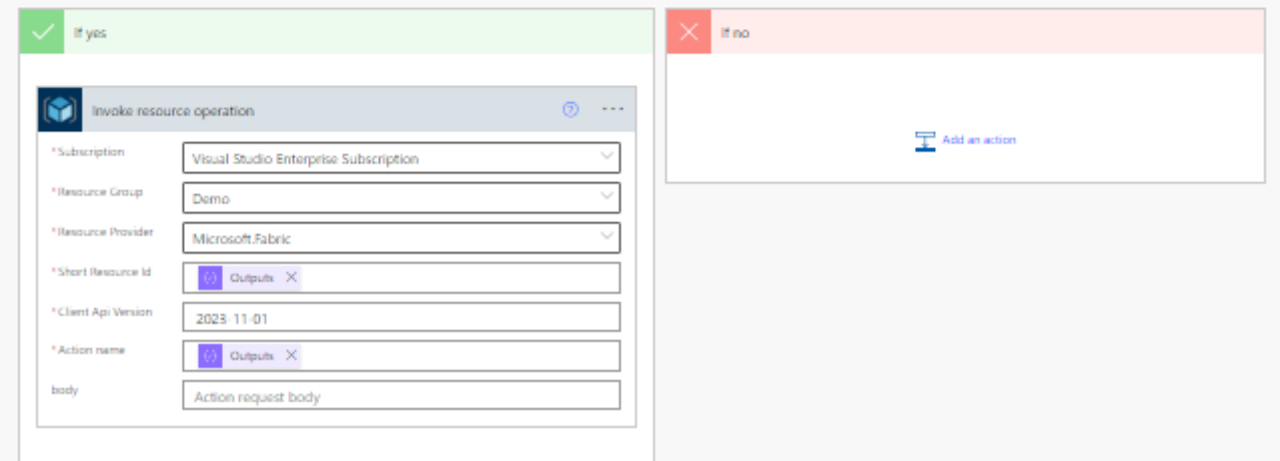 If yes
If no
Invoke resource operation
* Subscription
Visual Studio Enterprise Subscription
* Resource Group
Demo
* Resource Provider
Microsoft.Fabric
* Short Resource Id
Outputs
* Client Api Version
2023-11-01
* Action name
Outputs
body
Action request body
Add an action